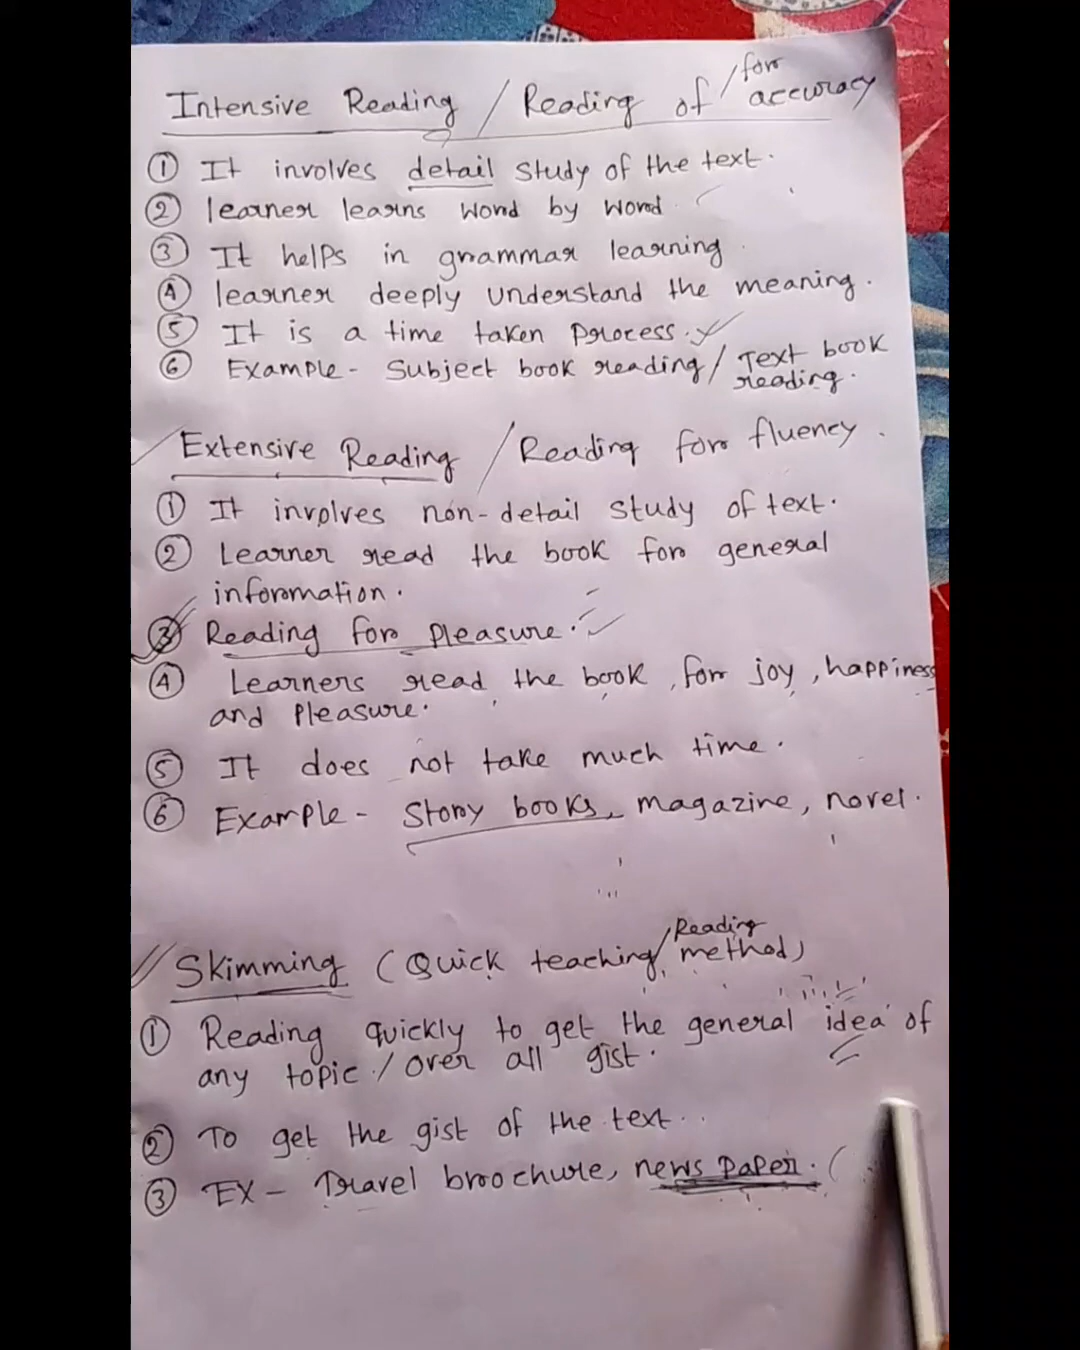 Intensive Reading / Reading of / for accuracy
① It involves detail study of the text.
② learner learns word by word
③ It helps in grammar learning
④ learner deeply understand the meaning.
⑤ It is a time taken process.
⑥ Example - Subject book reading / Text book reading.
Extensive Reading / Reading for fluency.
① It involves non-detail study of text.
② Learner read the book for general
information.
③ Reading for pleasure.
④ Learners read the book, for joy, happiness
and pleasure.
⑤ It does not take much time.
⑥ Example - Story books, magazine, novel.
Skimming (Quick teaching / Reading method)
① Reading quickly to get the general idea of
any topic. / over all gist.
② To get the gist of the text..
③ EX - Travel brochure, news paper. (